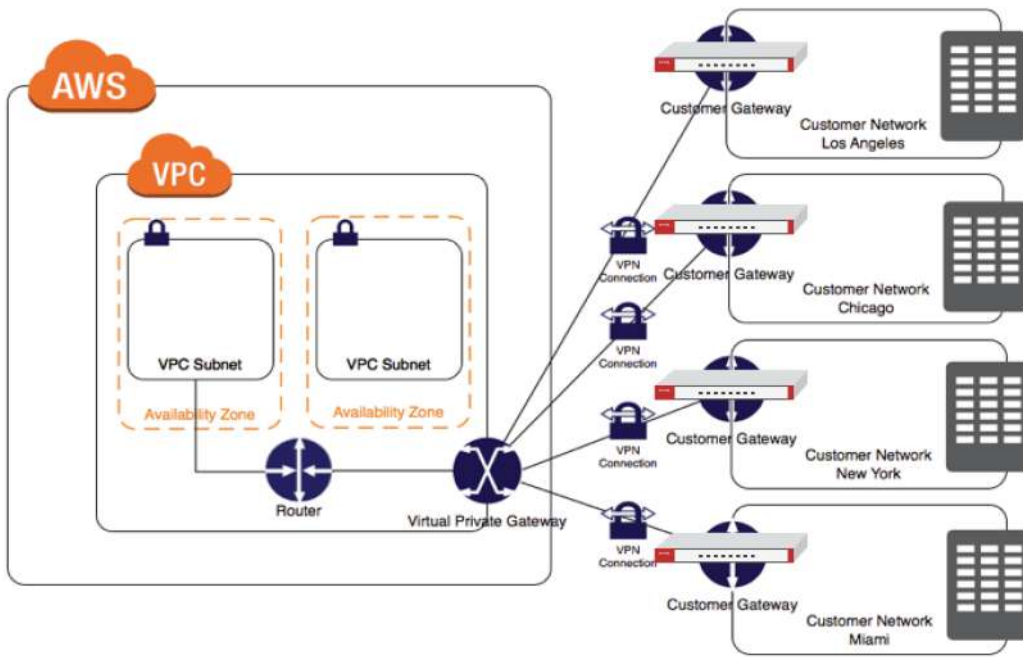 AWS
VPC
VPC Subnet
VPC Subnet
Availability Zone
Availability Zone
Router
Virtual Private Gateway
VPN
Connection
VPN
Connection
VPN
Connection
VPN
Connection
Customer Gateway
Customer Network
Los Angeles
Customer Gateway
Customer Network
Chicago
Customer Gateway
Customer Network
New York
Customer Gateway
Customer Network
Miami